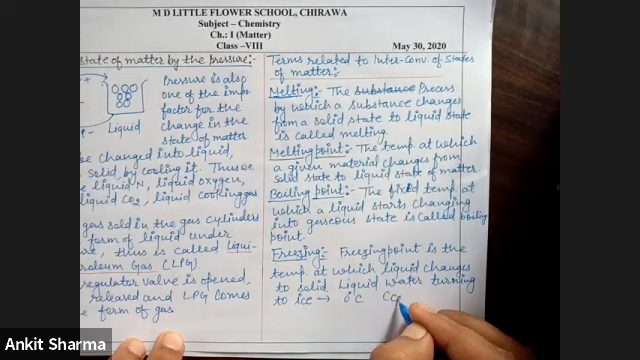 M D LITTLE FLOWER SCHOOL, CHIRAWA
Subject – Chemistry
Ch.: I (Matter)
Class –VIII
May 30, 2020
state of matter by the pressure:-
Pressure is also
one of the imp.
factor for the
change in the
state of matter
Liquid
be changed into liquid,
solid by cooling it. Thus we
liquid N, liquid oxygen,
liquid CO2, liquid cooking gas
gas sold in the gas cylinders
form of liquid under
thus is called liqui-
roleum Gas (LPG)
regulator valve is opened,
released and LPG comes
form of gas
Terms related to Inter-Conv. of States
of matter:-
Melting:- The substance Process
by which a substance changes
from a solid state to liquid state
is called melting.
Melting point:- The temp at which
a given material changes from
solid state to liquid state of matter.
Boiling point:- The fixed temp at
which a liquid starts changing
into geseous state is called boiling
point.
Freezing:- Freezing point is the
temp at which liquid changes
to solid Liquid water turning
to ice → 0°C
Ankit Sharma